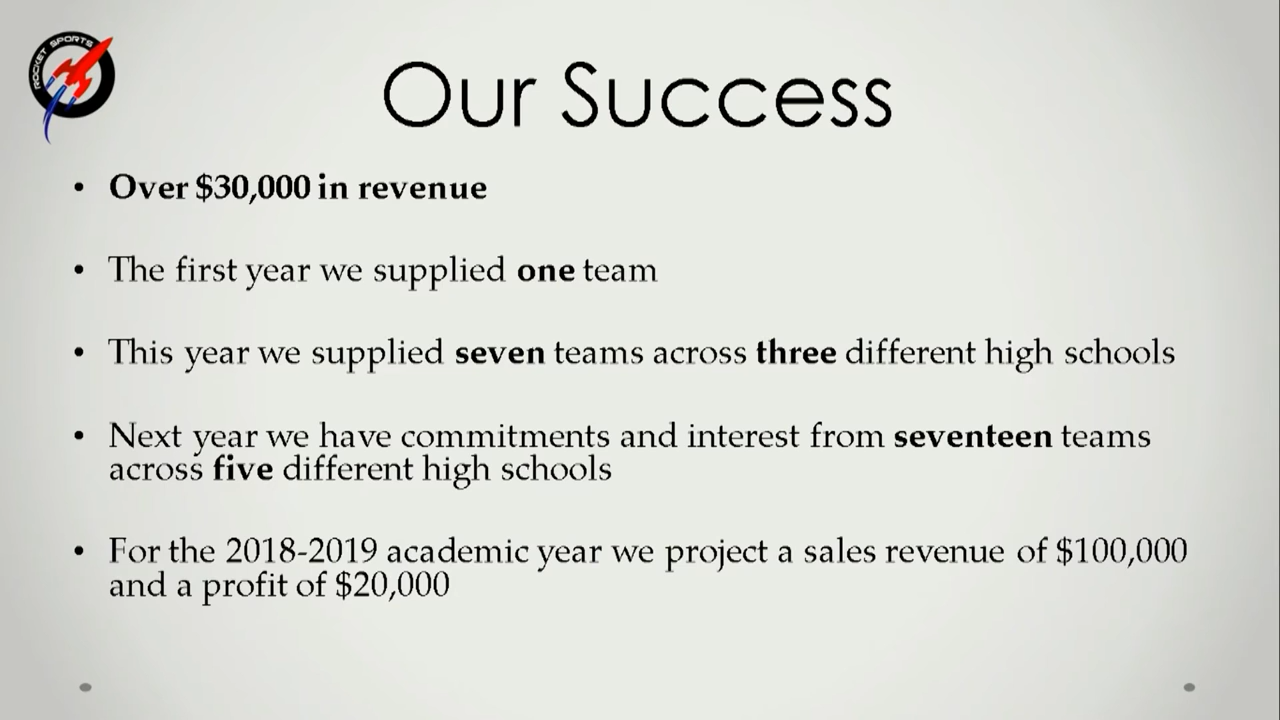 ROCKET SPORTS
Our Success
• Over $30,000 in revenue
• The first year we supplied one team
• This year we supplied seven teams across three different high schools
• Next year we have commitments and interest from seventeen teams
across five different high schools
• For the 2018-2019 academic year we project a sales revenue of $100,000
and a profit of $20,000